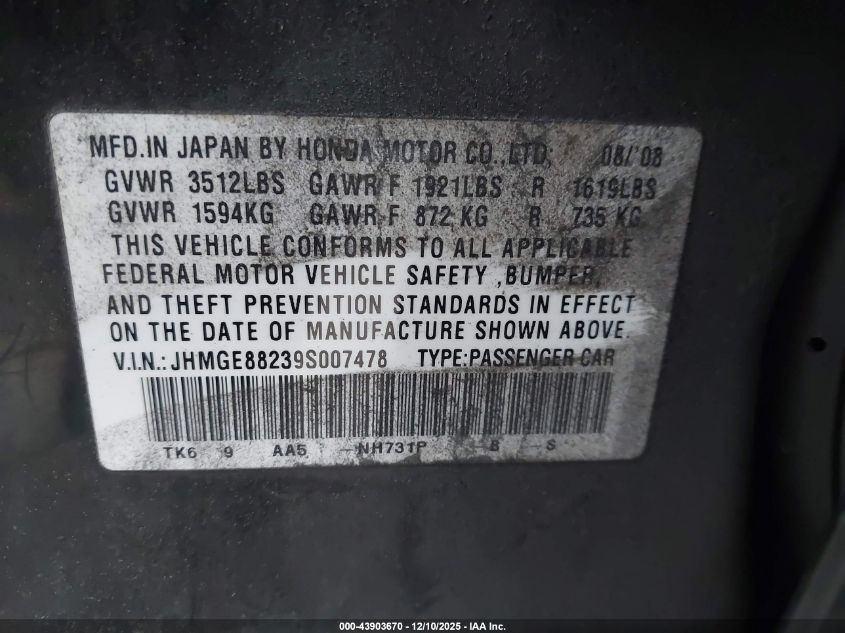 MFD.IN JAPAN BY HONDA MOTOR CO.,LTD, 08/'08
GVWR 3512LBS GAWR F 1921LBS R 1619LBS
GVWR 1594KG GAWR F 872 KG R 735 KG
THIS VEHICLE CONFORMS TO ALL APPLICABLE
FEDERAL MOTOR VEHICLE SAFETY ,BUMPER,
AND THEFT PREVENTION STANDARDS IN EFFECT
ON THE DATE OF MANUFACTURE SHOWN ABOVE.
V.I.N.: JHMGE88239S007478 TYPE:PASSENGER CAR
TK6 9 AA5 —NH731P —B —S
000-43903670 - 12/10/2025 - IAA Inc.